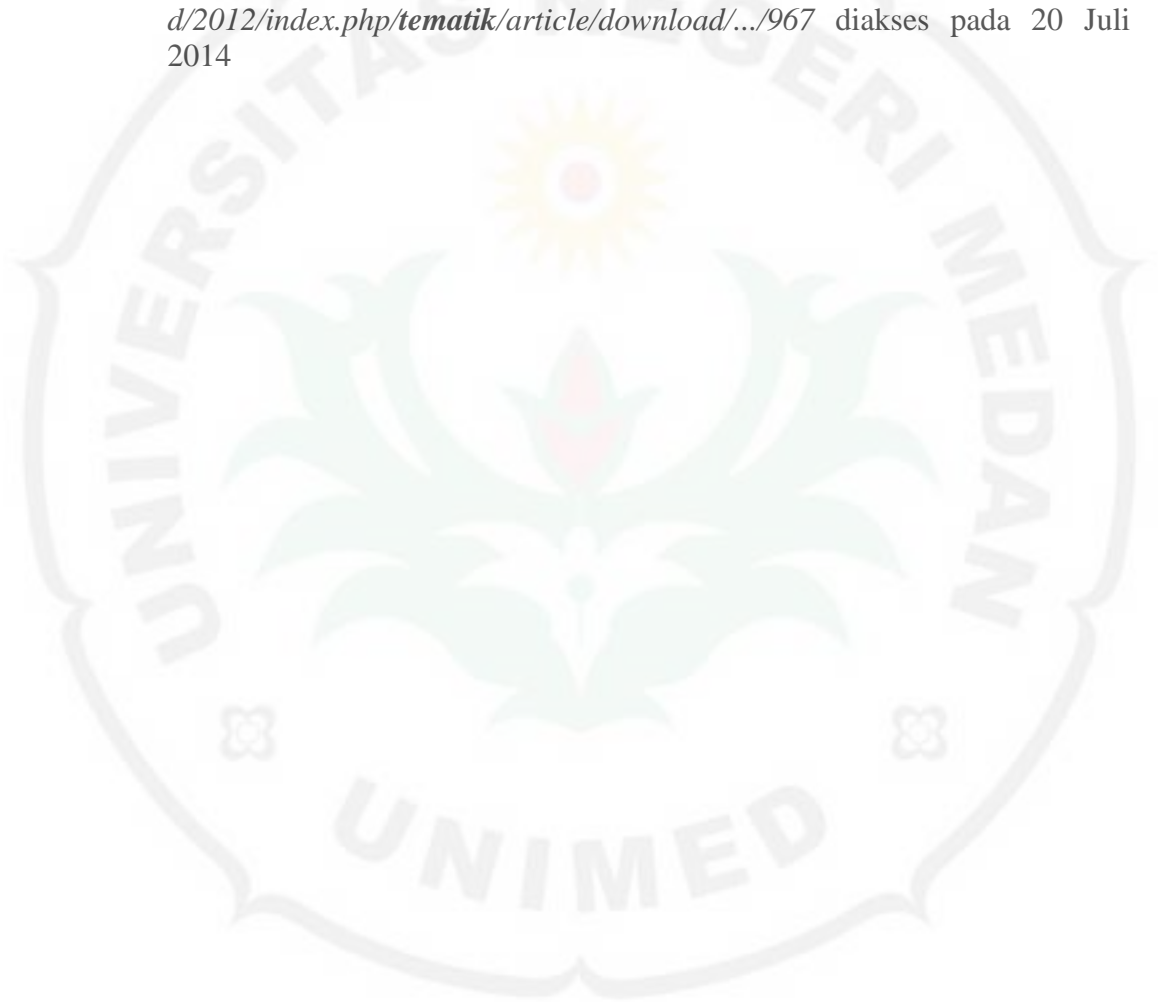 d/2012/index.php/tematik/article/download/.../967 diakses pada 20 Juli
2014
UNIVERSITAS NEGERI MEDAN
UNIMED